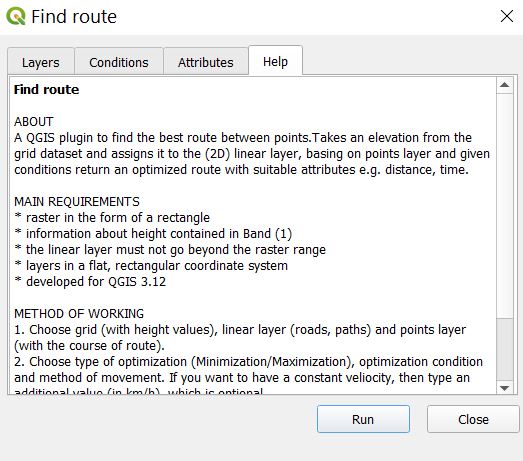 Find route
Layers
Conditions
Attributes
Help
Find route
ABOUT
A QGIS plugin to find the best route between points.Takes an elevation from the
grid dataset and assigns it to the (2D) linear layer, basing on points layer and given
conditions return an optimized route with suitable attributes e.g. distance, time.
MAIN REQUIREMENTS
* raster in the form of a rectangle
* information about height contained in Band (1)
* the linear layer must not go beyond the raster range
* layers in a flat, rectangular coordinate system
* developed for QGIS 3.12
METHOD OF WORKING
1. Choose grid (with height values), linear layer (roads, paths) and points layer
(with the course of route).
2. Choose type of optimization (Minimization/Maximization), optimization condition
and method of movement. If you want to have a constant veliocity, then type an
additional value (in km/h), which is optional
Run
Close